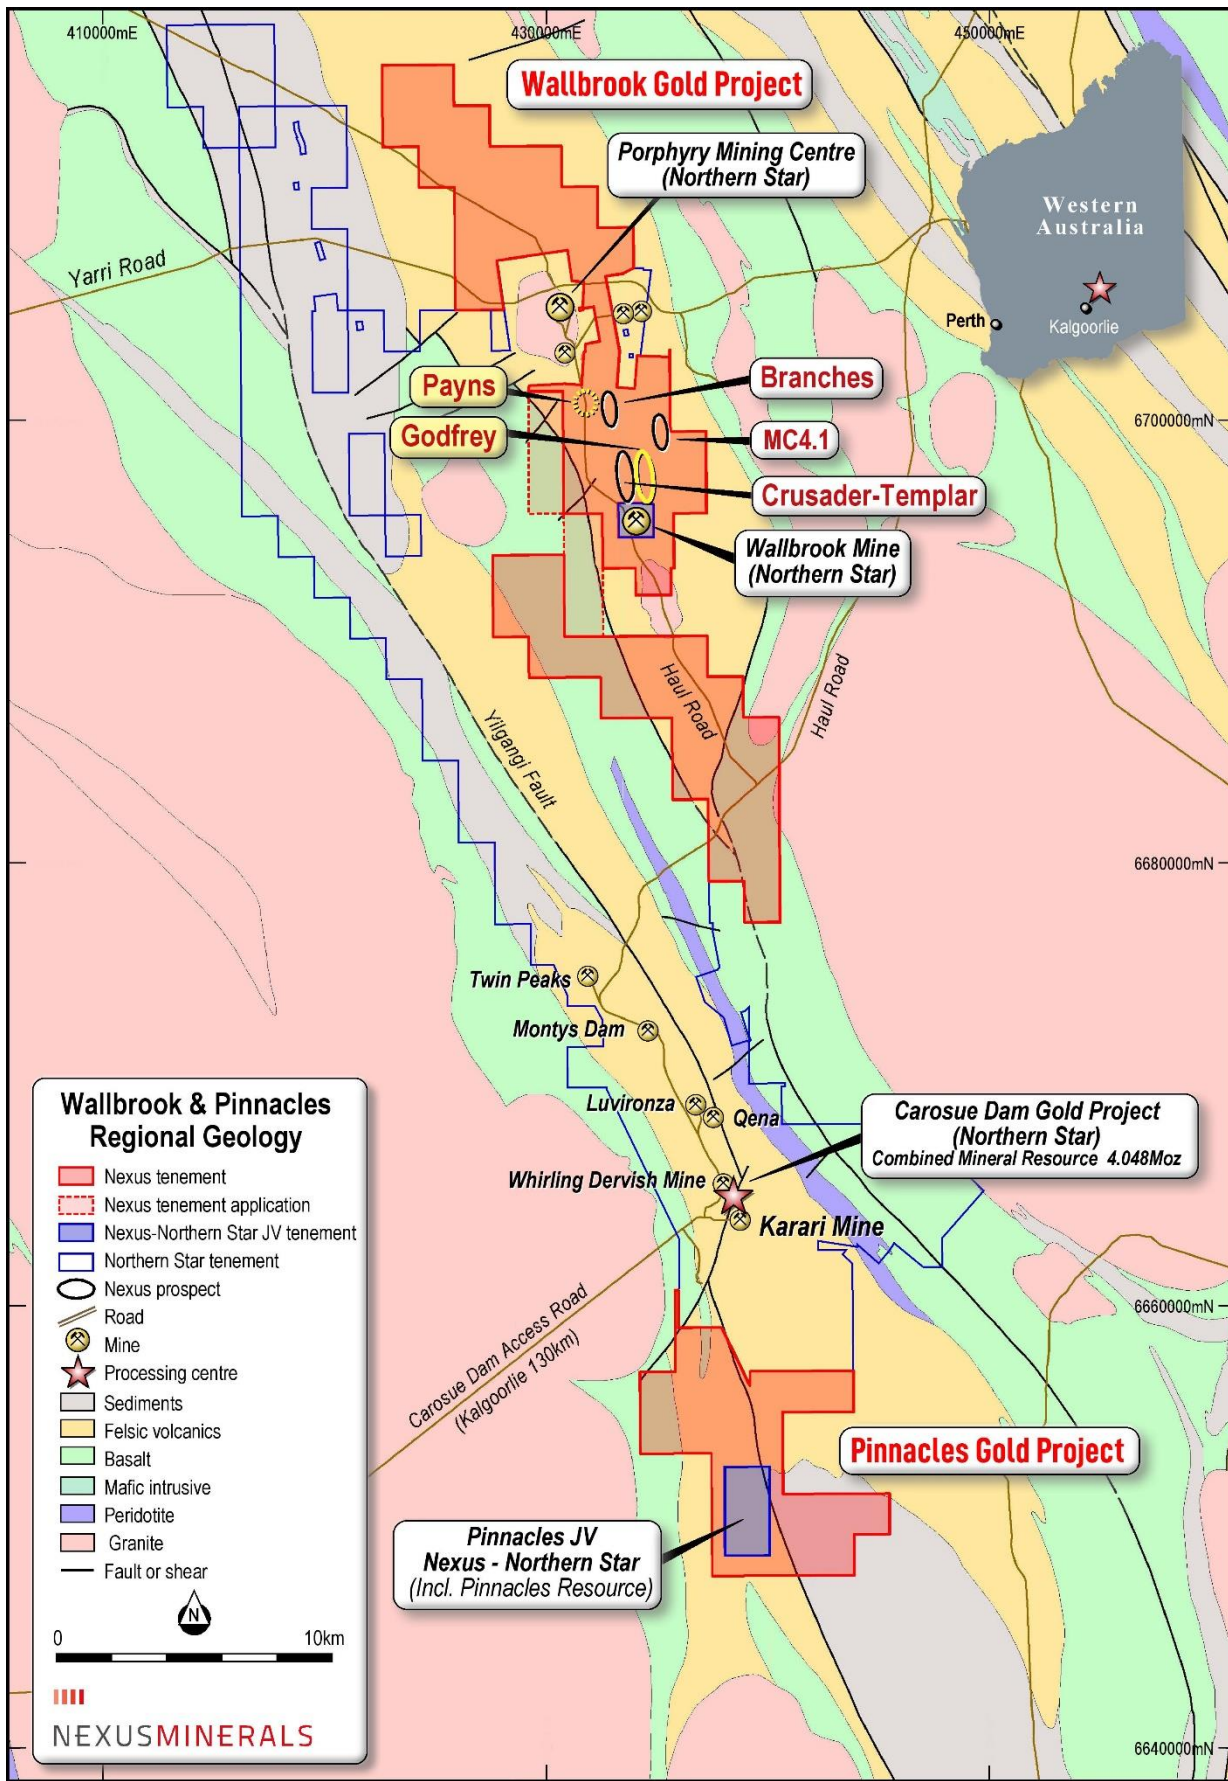 410000mE
430000mE
450000mE
Wallbrook Gold Project
Porphyry Mining Centre
(Northern Star)
Western
Australia
Perth
Kalgoorlie
Yarri Road
Payns
Branches
Godfrey
MC4.1
6700000mN
Crusader-Templar
Wallbrook Mine
(Northern Star)
Haul Road
Haul Road
Yilgangi Fault
6680000mN
Twin Peaks
Montys Dam
Luvironza
Qena
Carosue Dam Gold Project
(Northern Star)
Combined Mineral Resource 4.048Moz
Whirling Dervish Mine
Karari Mine
Carosue Dam Access Road
(Kalgoorlie 130km)
6660000mN
Pinnacles Gold Project
Pinnacles JV
Nexus - Northern Star
(Incl. Pinnacles Resource)
6640000mN
Wallbrook & Pinnacles
Regional Geology
Nexus tenement
Nexus tenement application
Nexus-Northern Star JV tenement
Northern Star tenement
Nexus prospect
Road
Mine
Processing centre
Sediments
Felsic volcanics
Basalt
Mafic intrusive
Peridotite
Granite
Fault or shear
N
0
10km
NEXUSMINERALS